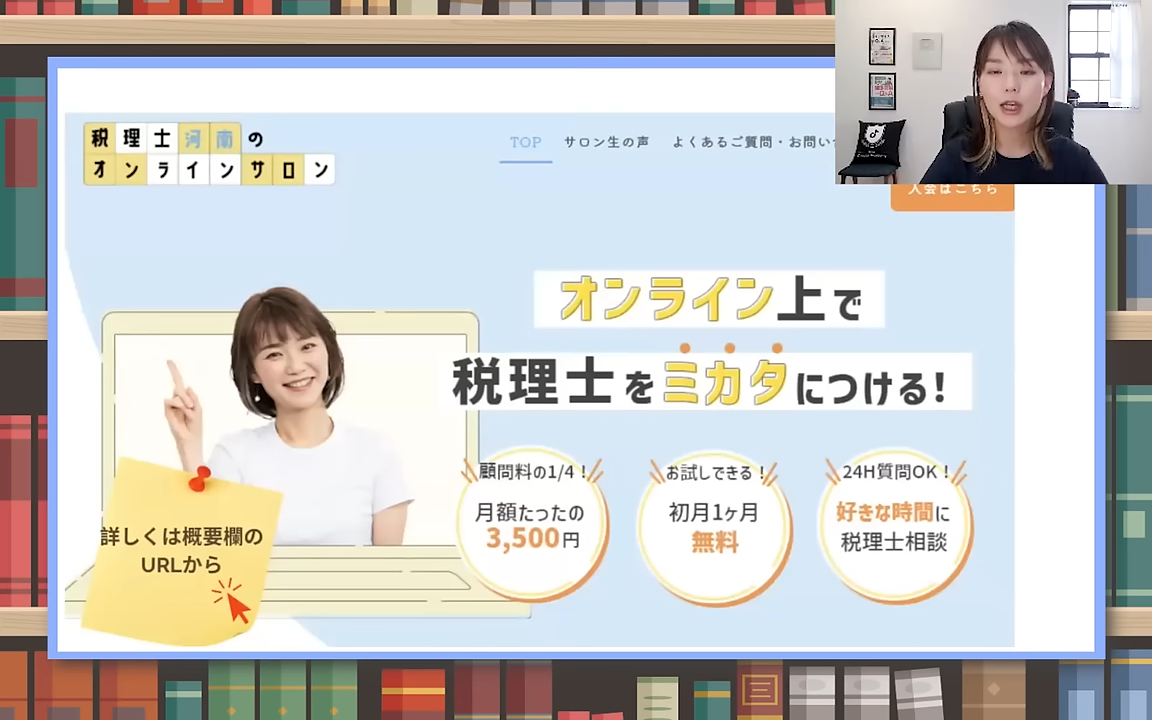 税理士河南の
オンラインサロン
TOP サロン生の声 よくあるご質問・お問い
入会はこちら
オンライン上で
税理士をミカタにつける!
顧問料の1/4!
月額たったの
3,500円
お試しできる!
初月1ヶ月
無料
24H質問OK!
好きな時間に
税理士相談
詳しくは概要欄の
URLから